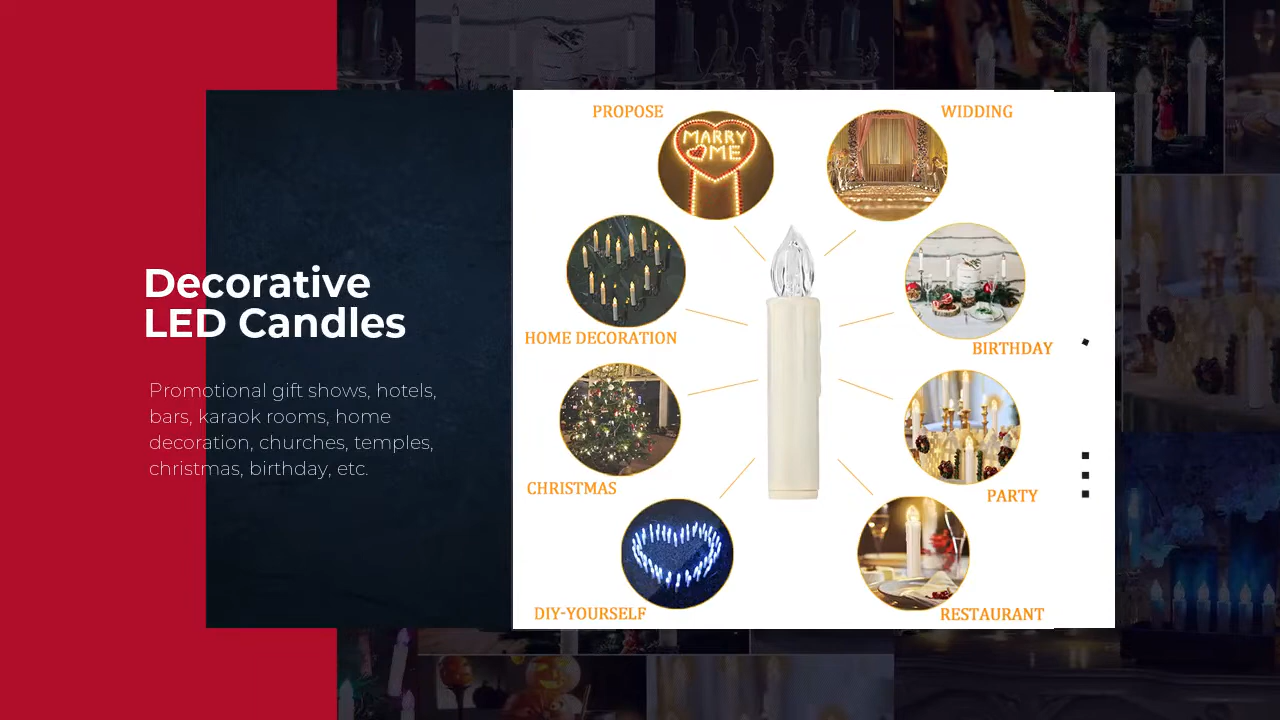 Decorative
LED Candles
Promotional gift shows, hotels,
bars, karaok rooms, home
decoration, churches, temples,
christmas, birthday, etc.
PROPOSE
WIDDING
MARRY
ME
HOME DECORATION
BIRTHDAY
CHRISTMAS
PARTY
DIY-YOURSELF
RESTAURANT